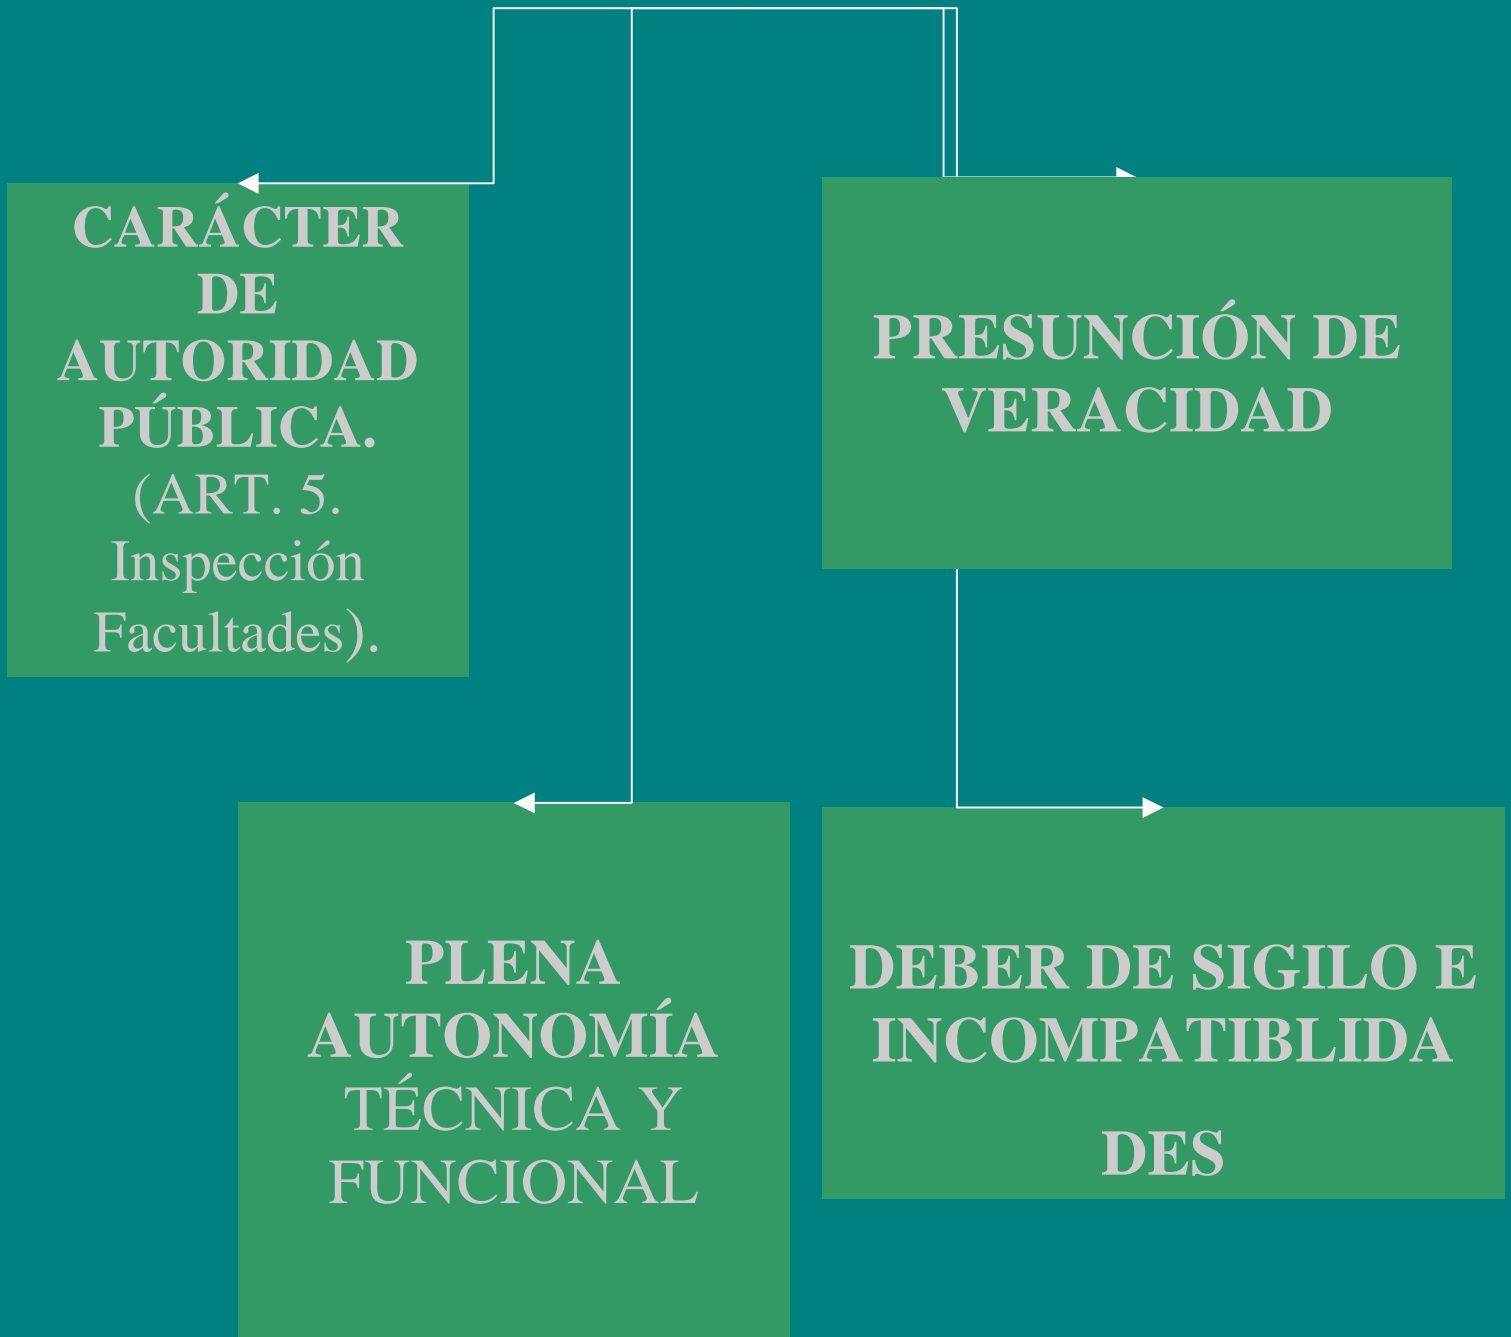 CARÁCTER
DE
AUTORIDAD
PÚBLICA.
(ART. 5.
Inspección
Facultades).
PRESUNCIÓN DE
VERACIDAD
PLENA
AUTONOMÍA
TÉCNICA Y
FUNCIONAL
DEBER DE SIGILO E
INCOMPATIBLIDA
DES